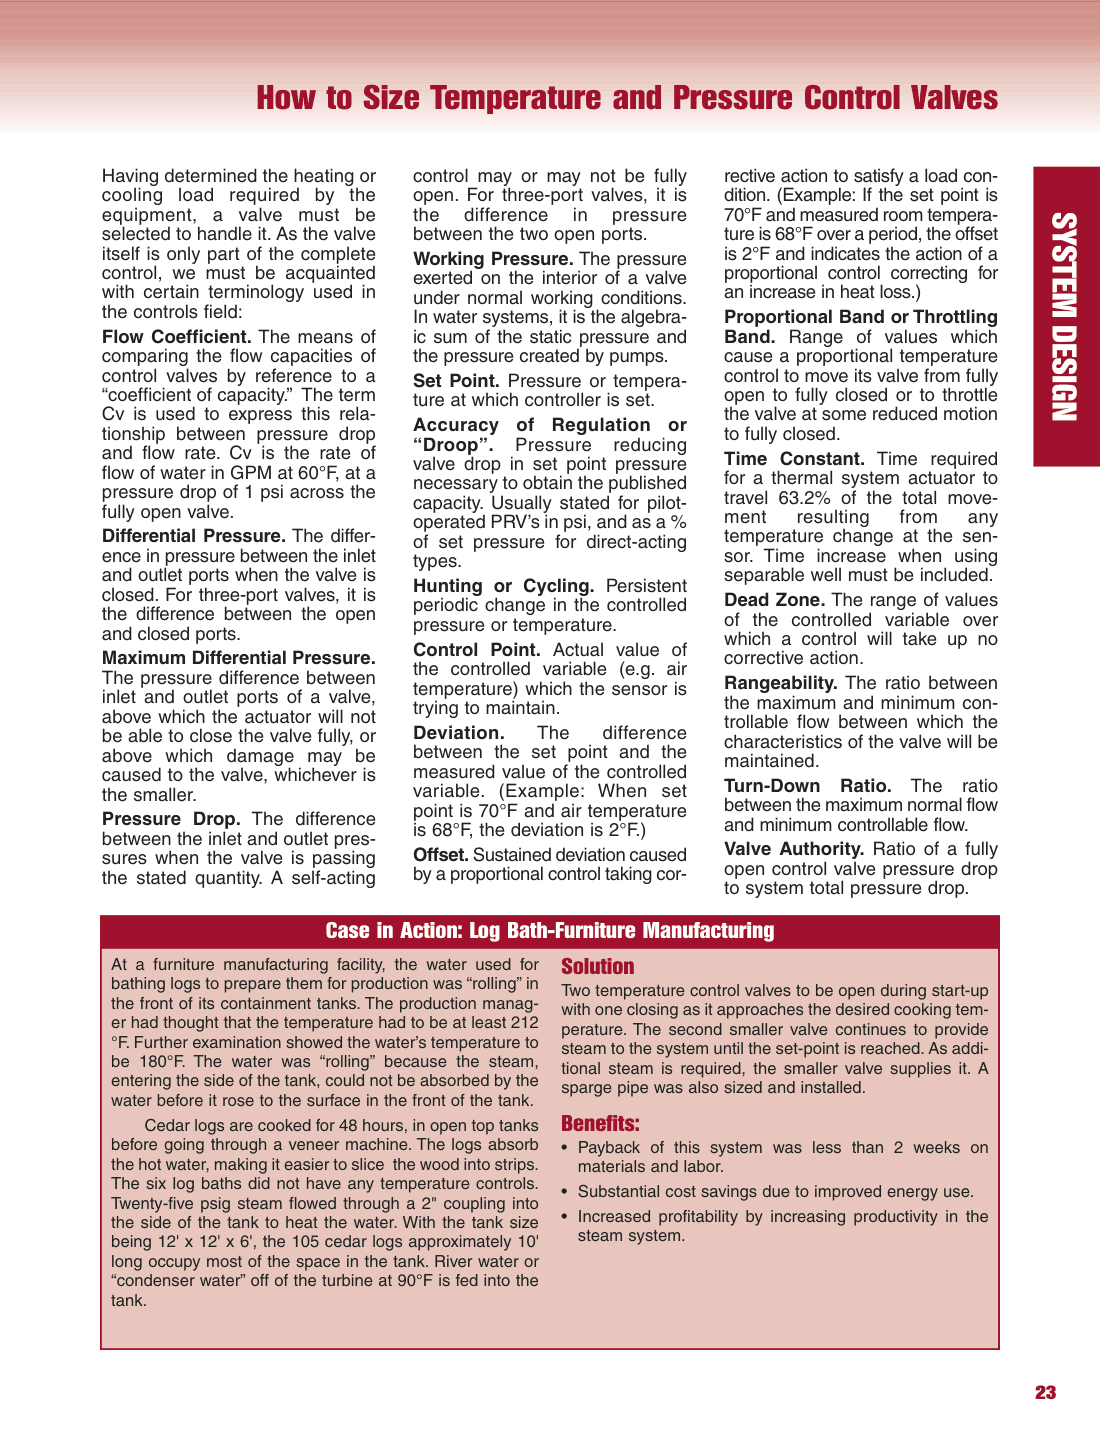 How to Size Temperature and Pressure Control Valves
Having determined the heating or
cooling load required by the
equipment, a valve must be
selected to handle it. As the valve
itself is only part of the complete
control, we must be acquainted
with certain terminology used in
the controls field:
Flow Coefficient. The means of
comparing the flow capacities of
control valves by reference to a
“coefficient of capacity.” The term
Cv is used to express this rela-
tionship between pressure drop
and flow rate. Cv is the rate of
flow of water in GPM at 60°F, at a
pressure drop of 1 psi across the
fully open valve.
Differential Pressure. The differ-
ence in pressure between the inlet
and outlet ports when the valve is
closed. For three-port valves, it is
the difference between the open
and closed ports.
Maximum Differential Pressure.
The pressure difference between
inlet and outlet ports of a valve,
above which the actuator will not
be able to close the valve fully, or
above which damage may be
caused to the valve, whichever is
the smaller.
Pressure Drop. The difference
between the inlet and outlet pres-
sures when the valve is passing
the stated quantity. A self-acting
control may or may not be fully
open. For three-port valves, it is
the difference in pressure
between the two open ports.
Working Pressure. The pressure
exerted on the interior of a valve
under normal working conditions.
In water systems, it is the algebra-
ic sum of the static pressure and
the pressure created by pumps.
Set Point. Pressure or tempera-
ture at which controller is set.
Accuracy of Regulation or
“Droop”. Pressure reducing
valve drop in set point pressure
necessary to obtain the published
capacity. Usually stated for pilot-
operated PRV’s in psi, and as a %
of set pressure for direct-acting
types.
Hunting or Cycling. Persistent
periodic change in the controlled
pressure or temperature.
Control Point. Actual value of
the controlled variable (e.g. air
temperature) which the sensor is
trying to maintain.
Deviation. The difference
between the set point and the
measured value of the controlled
variable. (Example: When set
point is 70°F and air temperature
is 68°F, the deviation is 2°F.)
Offset. Sustained deviation caused
by a proportional control taking cor-
rective action to satisfy a load con-
dition. (Example: If the set point is
70°F and measured room tempera-
ture is 68°F over a period, the offset
is 2°F and indicates the action of a
proportional control correcting for
an increase in heat loss.)
Proportional Band or Throttling
Band. Range of values which
cause a proportional temperature
control to move its valve from fully
open to fully closed or to throttle
the valve at some reduced motion
to fully closed.
Time Constant. Time required
for a thermal system actuator to
travel 63.2% of the total move-
ment resulting from any
temperature change at the sen-
sor. Time increase when using
separable well must be included.
Dead Zone. The range of values
of the controlled variable over
which a control will take up no
corrective action.
Rangeability. The ratio between
the maximum and minimum con-
trollable flow between which the
characteristics of the valve will be
maintained.
Turn-Down Ratio. The ratio
between the maximum normal flow
and minimum controllable flow.
Valve Authority. Ratio of a fully
open control valve pressure drop
to system total pressure drop.
SYSTEM DESIGN
Case in Action: Log Bath-Furniture Manufacturing
At a furniture manufacturing facility, the water used for
bathing logs to prepare them for production was “rolling” in
the front of its containment tanks. The production manag-
er had thought that the temperature had to be at least 212
°F. Further examination showed the water’s temperature to
be 180°F. The water was “rolling” because the steam,
entering the side of the tank, could not be absorbed by the
water before it rose to the surface in the front of the tank.
Cedar logs are cooked for 48 hours, in open top tanks
before going through a veneer machine. The logs absorb
the hot water, making it easier to slice the wood into strips.
The six log baths did not have any temperature controls.
Twenty-five psig steam flowed through a 2" coupling into
the side of the tank to heat the water. With the tank size
being 12' x 12' x 6', the 105 cedar logs approximately 10'
long occupy most of the space in the tank. River water or
“condenser water” off of the turbine at 90°F is fed into the
tank.
Solution
Two temperature control valves to be open during start-up
with one closing as it approaches the desired cooking tem-
perature. The second smaller valve continues to provide
steam to the system until the set-point is reached. As addi-
tional steam is required, the smaller valve supplies it. A
sparge pipe was also sized and installed.
Benefits:
• Payback of this system was less than 2 weeks on
materials and labor.
• Substantial cost savings due to improved energy use.
• Increased profitability by increasing productivity in the
steam system.
23